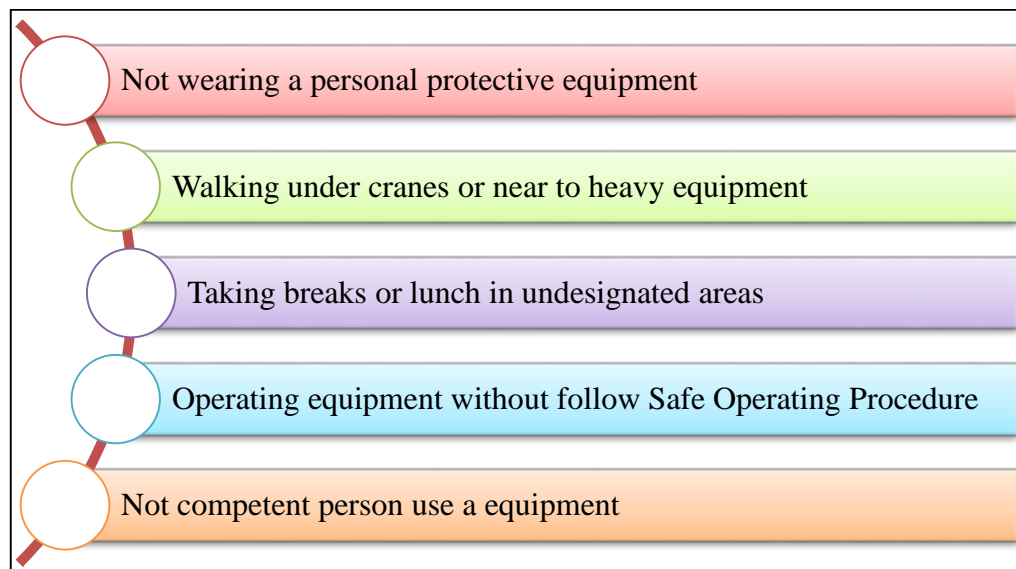 Not wearing a personal protective equipment
Walking under cranes or near to heavy equipment
Taking breaks or lunch in undesignated areas
Operating equipment without follow Safe Operating Procedure
Not competent person use a equipment